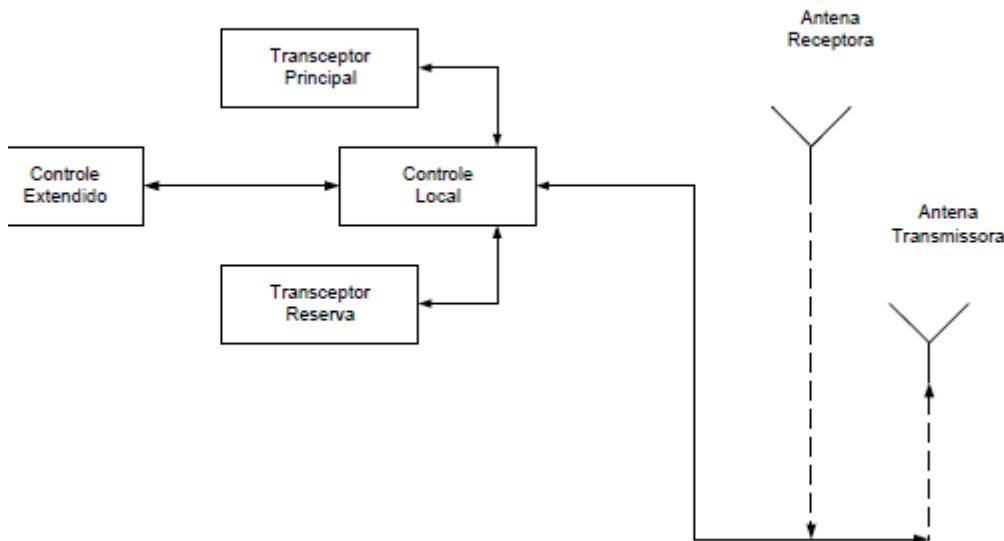 Antena
Receptora
Transceptor
Principal
Controle
Extendido
Controle
Local
Antena
Transmissora
Transceptor
Reserva